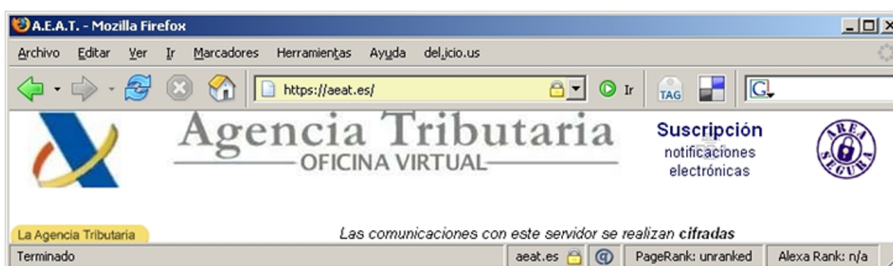 A.E.A.T. - Mozilla Firefox
Archivo Editar Ver Ir Marcadores Herramientas Ayuda del.icio.us
https://aeat.es/ Ir TAG G
Agencia Tributaria
OFICINA VIRTUAL
Suscripción
notificaciones
electrónicas
AREA
SEGURA
La Agencia Tributaria
Las comunicaciones con este servidor se realizan cifradas
Terminado aeat.es @ PageRank: unranked Alexa Rank: n/a